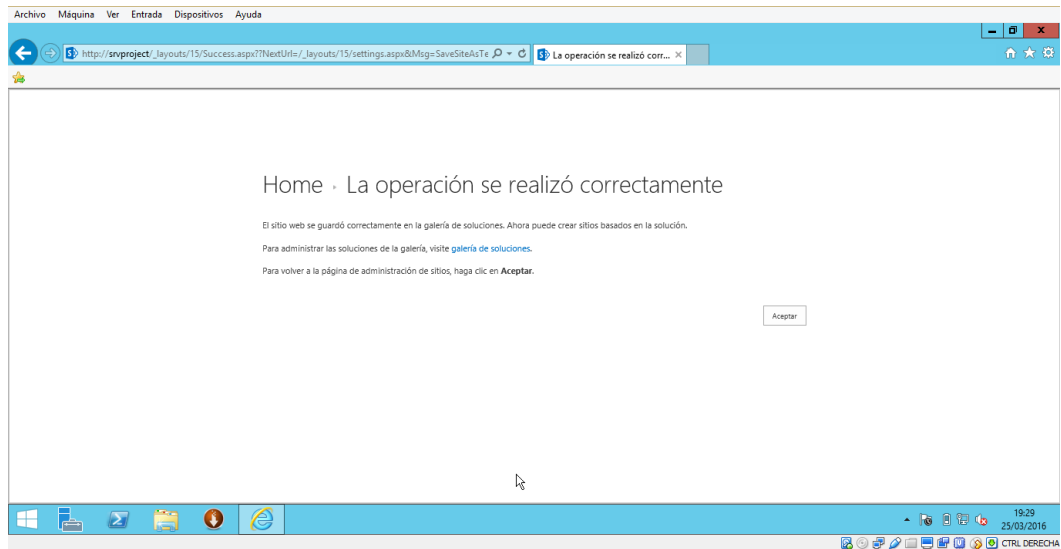 Archivo Máquina Ver Entrada Dispositivos Ayuda
http://srvproject/_layouts/15/Success.aspx??NextUrl=/_layouts/15/settings.aspx&Msg=SaveSiteAsTe
La operación se realizó corr...
Home
La operación se realizó correctamente
El sitio web se guardó correctamente en la galería de soluciones. Ahora puede crear sitios basados en la solución.
Para administrar las soluciones de la galería, visite galería de soluciones.
Para volver a la página de administración de sitios, haga clic en Aceptar.
Aceptar
19:29
25/03/2016
CTRL DERECHA